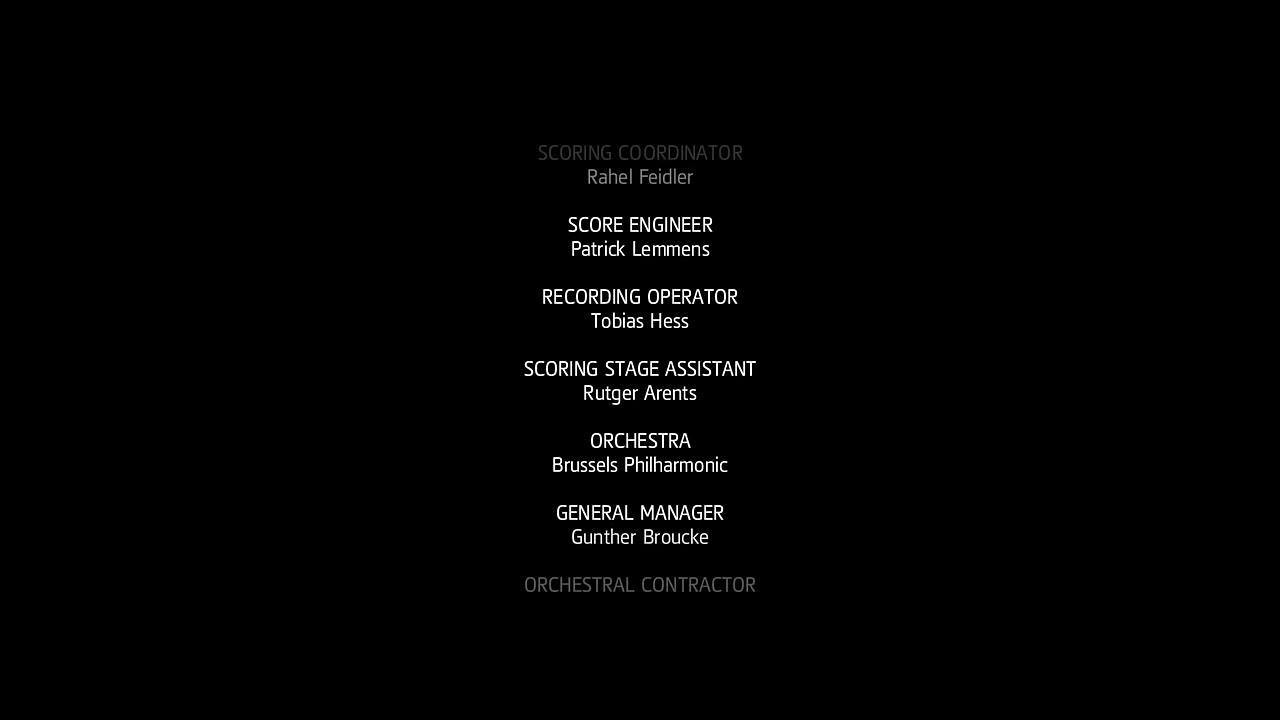 SCORING COORDINATOR
Rahel Feidler
SCORE ENGINEER
Patrick Lemmens
RECORDING OPERATOR
Tobias Hess
SCORING STAGE ASSISTANT
Rutger Arents
ORCHESTRA
Brussels Philharmonic
GENERAL MANAGER
Gunther Broucke
ORCHESTRAL CONTRACTOR